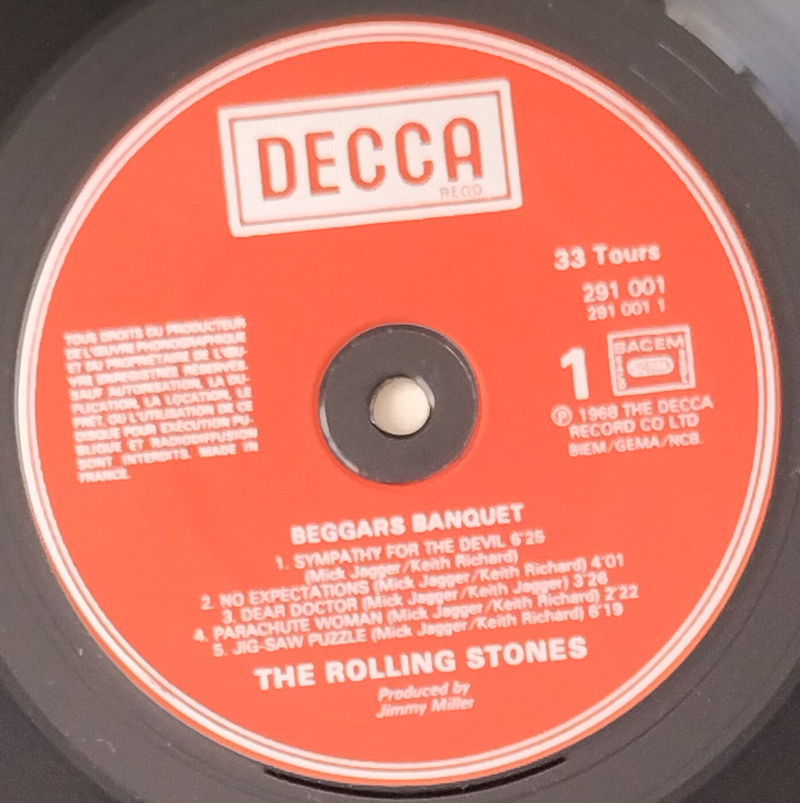 DECCA
REGD
33 Tours
291 001
291 001 1
TOUS DROITS DU PRODUCTEUR
DE L'ŒUVRE PHONOGRAPHIQUE
ET DU PROPRIETAIRE DE L'ŒU-
VRE ENREGISTRÉE RÉSERVÉS.
SAUF AUTORISATION, LA DU-
PLICATION, LA LOCATION, LE
PRÊT, OU L'UTILISATION DE CE
DISQUE POUR EXÉCUTION PU-
BLIQUE ET RADIODIFFUSION
SONT INTERDITS. MADE IN
FRANCE.
1
SACEM
Ⓟ 1968 THE DECCA
RECORD CO LTD
BIEM/GEMA/NCB.
BEGGARS BANQUET
1. SYMPATHY FOR THE DEVIL 6'25
(Mick Jagger/Keith Richard)
2. NO EXPECTATIONS (Mick Jagger/Keith Richard) 4'01
3. DEAR DOCTOR (Mick Jagger/Keith Jagger) 3'26
4. PARACHUTE WOMAN (Mick Jagger/Keith Richard) 2'22
5. JIG-SAW PUZZLE (Mick Jagger/Keith Richard) 6'19
THE ROLLING STONES
Produced by
Jimmy Miller